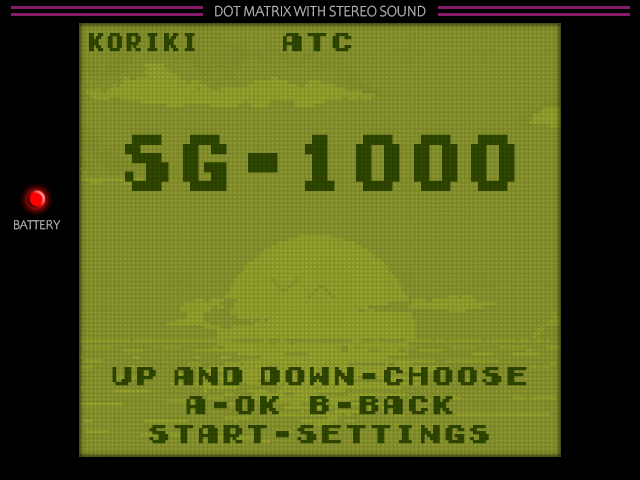 DOT MATRIX WITH STEREO SOUND
KORIKI ATC
SG-1000
BATTERY
UP AND DOWN-CHOOSE
A-OK B-BACK
START-SETTINGS